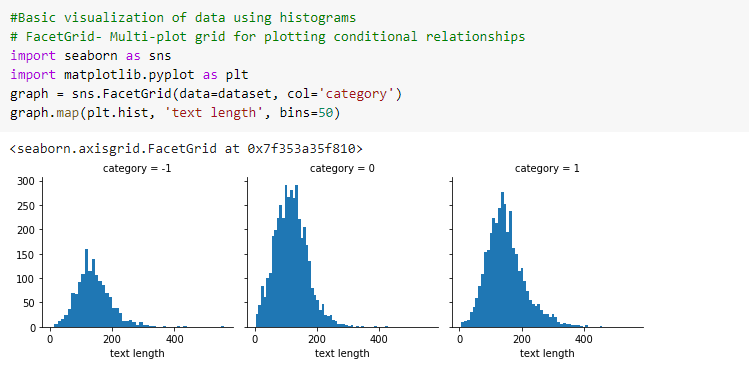 #Basic visualization of data using histograms
# FacetGrid- Multi-plot grid for plotting conditional relationships
import seaborn as sns
import matplotlib.pyplot as plt
graph = sns.FacetGrid(data=dataset, col='category')
graph.map(plt.hist, 'text length', bins=50)
<seaborn.axisgrid.FacetGrid at 0x7f353a35f810>
category = -1 category = 0 category = 1
300
250
200
150
100
50
0
0 200 400 0 200 400 0 200 400
text length text length text length